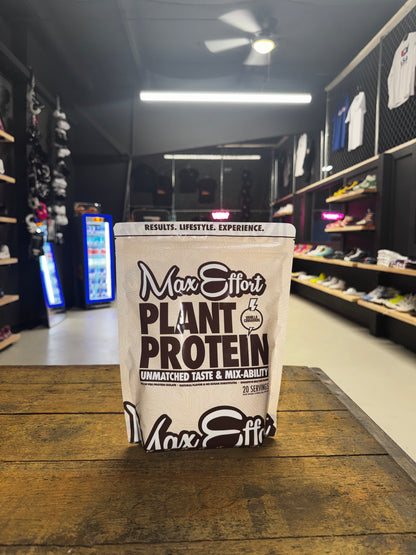 RESULTS. LIFESTYLE. EXPERIENCE.
Max Effort
PLANT
PROTEIN
UNMATCHED TASTE & MIX-ABILITY
20 SERVINGS
Max Effort